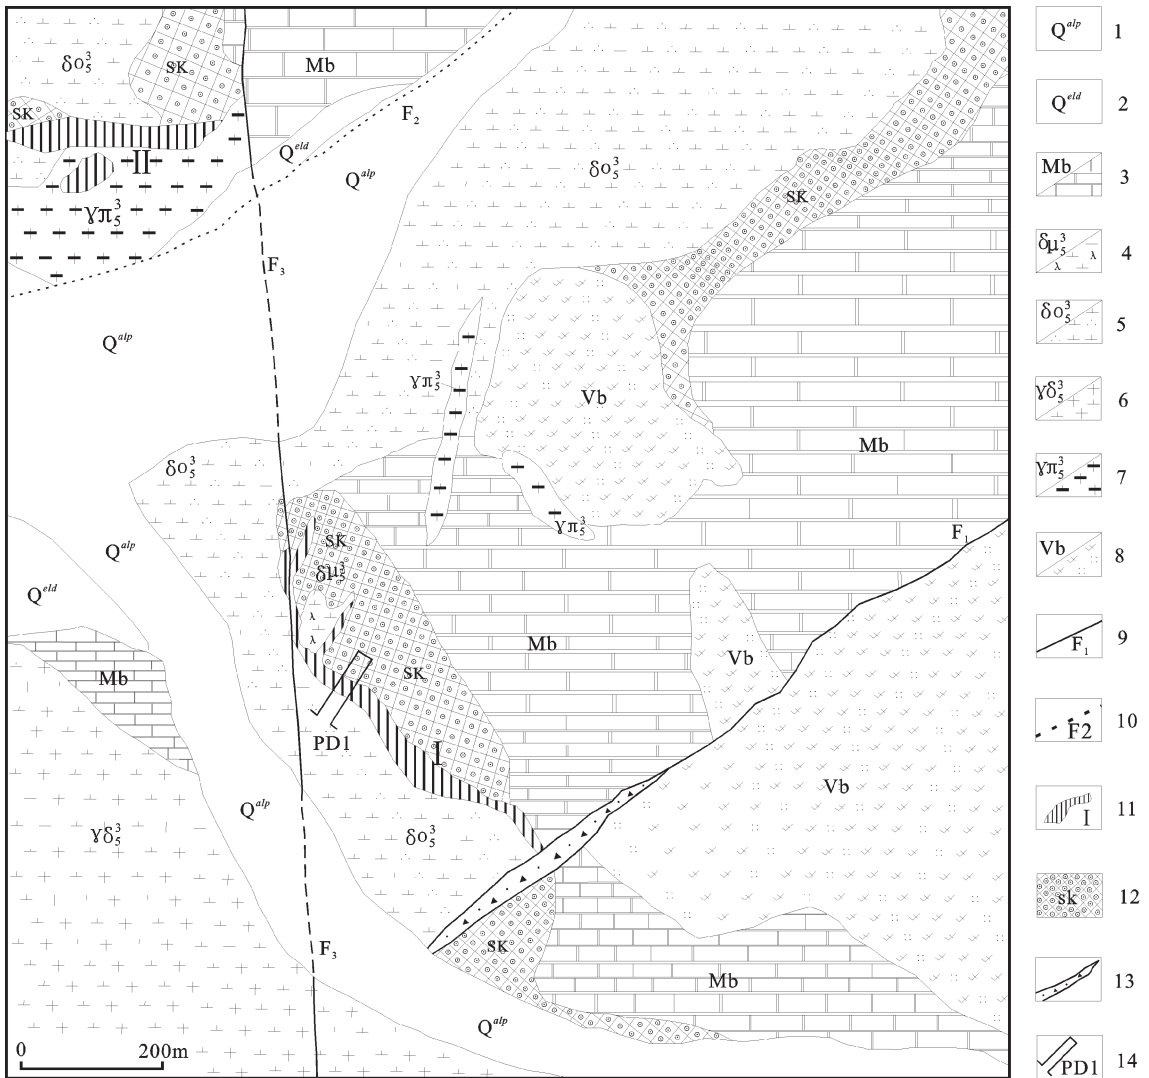 δο₅³
sk
Mb
sk
F₂
II
Q^eld
Q^alp
δο₅³
sk
γπ₅³
F₃
Q^alp
γπ₅³
Vb
Mb
δο₅³
γπ₅³
F₁
Q^alp
sk
δμ₅³
λ
λ
Q^eld
Mb
Mb
Vb
sk
PD1
I
Vb
Q^alp
γδ₅³
δο₅³
F₃
sk
Mb
Q^alp
0 200m
Q^alp 1
Q^eld 2
Mb 3
δμ₅³ λ λ 4
δο₅³ 5
γδ₅³ 6
γπ₅³ 7
Vb 8
F₁ 9
F2 10
I 11
sk 12
13
PD1 14